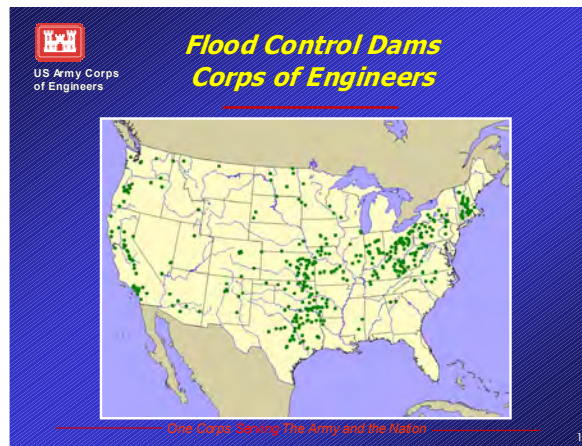 US Army Corps
of Engineers
Flood Control Dams
Corps of Engineers
One Corps Serving The Army and the Nation